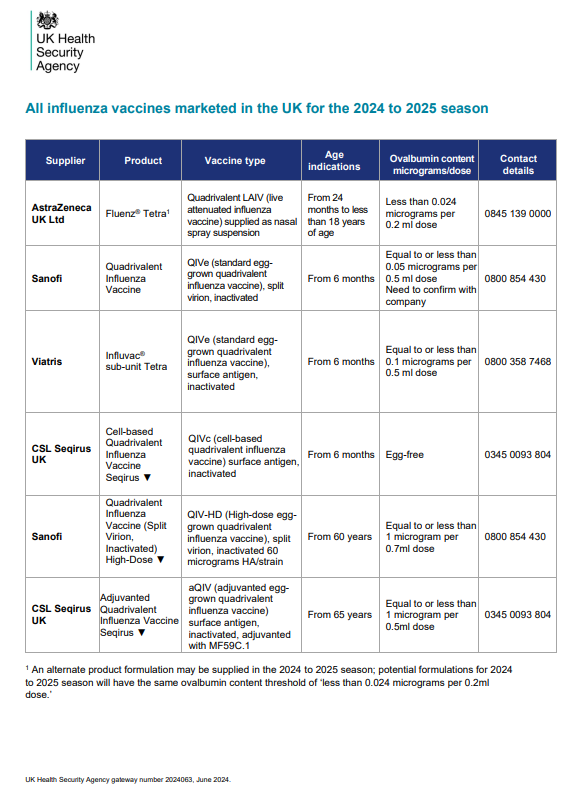 UK Health
Security
Agency
All influenza vaccines marketed in the UK for the 2024 to 2025 season
Supplier
Product
Vaccine type
Age
indications
Ovalbumin content
micrograms/dose
Contact
details
AstraZeneca
UK Ltd
Fluenz® Tetra¹
Quadrivalent LAIV (live
attenuated influenza
vaccine) supplied as nasal
spray suspension
From 24
months to less
than 18 years
of age
Less than 0.024
micrograms per
0.2 ml dose
0845 139 0000
Sanofi
Quadrivalent
Influenza
Vaccine
QIVe (standard egg-
grown quadrivalent
influenza vaccine), split
virion, inactivated
From 6 months
Equal to or less than
0.05 micrograms per
0.5 ml dose
Need to confirm with
company
0800 854 430
Viatris
Influvac®
sub-unit Tetra
QIVe (standard egg-
grown quadrivalent
influenza vaccine),
surface antigen,
inactivated
From 6 months
Equal to or less than
0.1 micrograms per
0.5 ml dose
0800 358 7468
CSL Seqirus
UK
Cell-based
Quadrivalent
Influenza
Vaccine
Seqirus ▼
QIVc (cell-based
quadrivalent influenza
vaccine) surface antigen,
inactivated
From 6 months
Egg-free
0345 0093 804
Sanofi
Quadrivalent
Influenza
Vaccine (Split
Virion,
Inactivated)
High-Dose ▼
QIV-HD (High-dose egg-
grown quadrivalent
influenza vaccine), split
virion, inactivated 60
micrograms HA/strain
From 60 years
Equal to or less than
1 microgram per
0.7ml dose
0800 854 430
CSL Seqirus
UK
Adjuvanted
Quadrivalent
Influenza Vaccine
Seqirus ▼
aQIV (adjuvanted egg-
grown quadrivalent
influenza vaccine)
surface antigen,
inactivated, adjuvanted
with MF59C.1
From 65 years
Equal to or less than
1 microgram per
0.5ml dose
0345 0093 804
¹ An alternate product formulation may be supplied in the 2024 to 2025 season; potential formulations for 2024
to 2025 season will have the same ovalbumin content threshold of ‘less than 0.024 micrograms per 0.2ml
dose.’
UK Health Security Agency gateway number 2024063, June 2024.